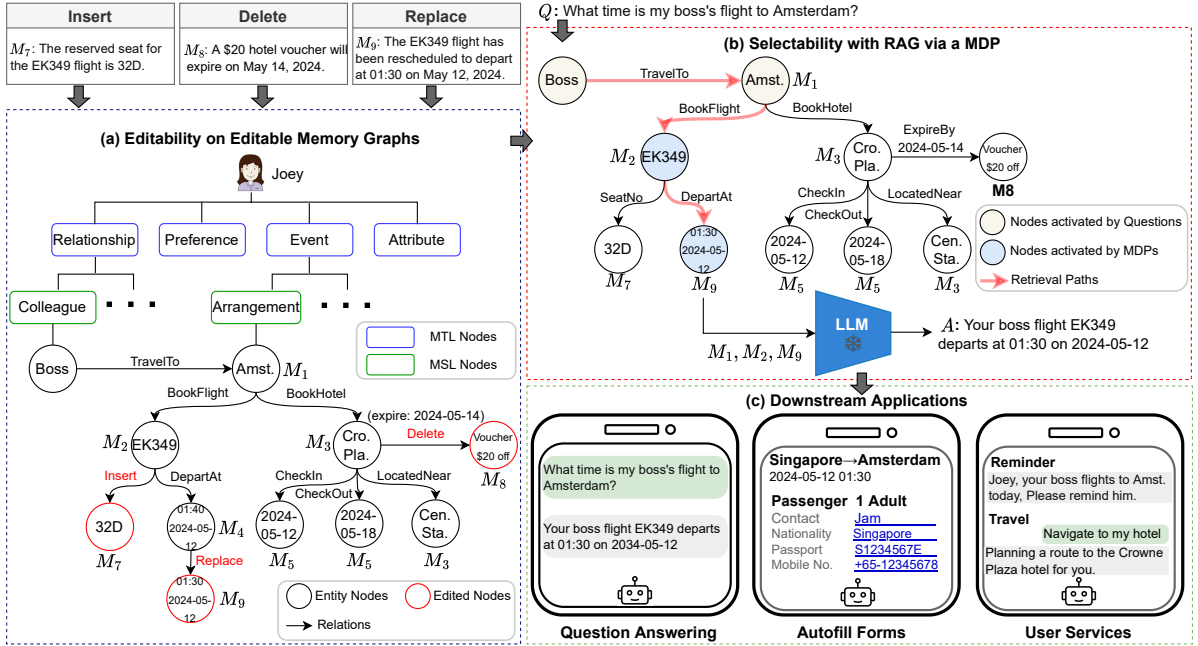 Insert
M7: The reserved seat for
the EK349 flight is 32D.
Delete
M8: A $20 hotel voucher will
expire on May 14, 2024.
Replace
M9: The EK349 flight has
been rescheduled to depart
at 01:30 on May 12, 2024.
(a) Editability on Editable Memory Graphs
Joey
Relationship
Preference
Event
Attribute
Colleague
. . .
Arrangement
. . .
MTL Nodes
MSL Nodes
Boss
TravelTo
Amst.
M1
BookFlight
BookHotel
(expire: 2024-05-14)
M2
EK349
M3
Cro.
Pla.
Delete
Voucher
$20 off
M8
Insert
DepartAt
CheckIn
LocatedNear
CheckOut
32D
M7
01:40
2024-05-
12
M4
2024-
05-12
M5
2024-
05-18
M5
Cen.
Sta.
M3
Replace
01:30
2024-05-
12
M9
Entity Nodes
Edited Nodes
Relations
Q: What time is my boss's flight to Amsterdam?
(b) Selectability with RAG via a MDP
Boss
TravelTo
Amst.
M1
BookFlight
BookHotel
M2
EK349
M3
Cro.
Pla.
ExpireBy
2024-05-14
Voucher
$20 off
M8
SeatNo
DepartAt
CheckIn
LocatedNear
CheckOut
32D
M7
01:30
2024-05-
12
M9
2024-
05-12
M5
2024-
05-18
M5
Cen.
Sta.
M3
Nodes activated by Questions
Nodes activated by MDPs
Retrieval Paths
M1, M2, M9
LLM
A: Your boss flight EK349
departs at 01:30 on 2024-05-12
(c) Downstream Applications
What time is my boss's flight to
Amsterdam?
Your boss flight EK349 departs
at 01:30 on 2034-05-12
Question Answering
Singapore→Amsterdam
2024-05-12 01:30
Passenger 1 Adult
Contact Jam
Nationality Singapore
Passport S1234567E
Mobile No. +65-12345678
Autofill Forms
Reminder
Joey, your boss flights to Amst.
today, Please remind him.
Travel
Navigate to my hotel
Planning a route to the Crowne
Plaza hotel for you.
User Services